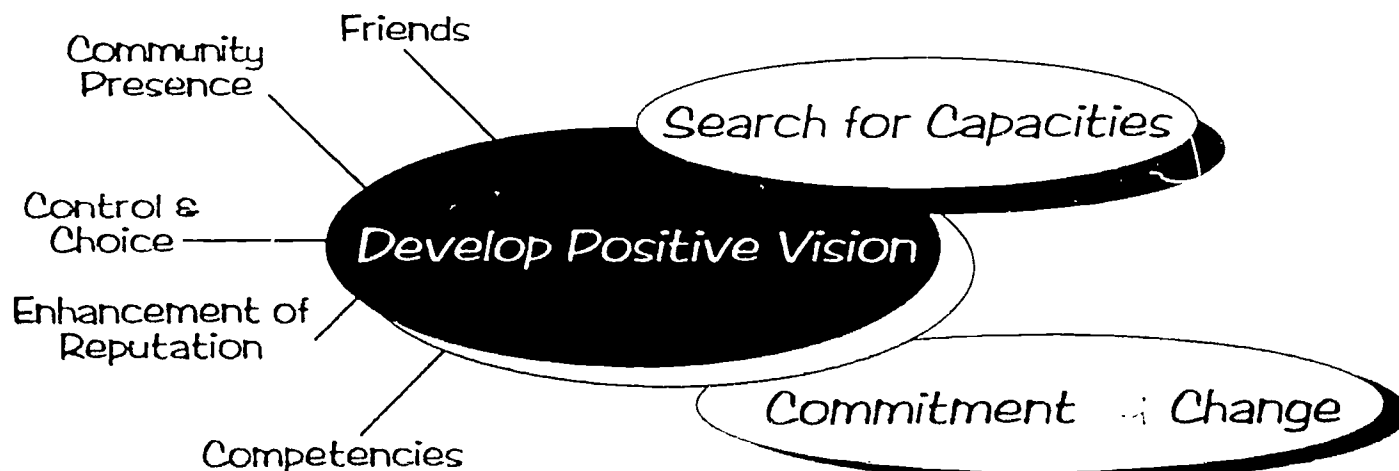 Friends
Community
Presence
Search for Capacities
Control &
Choice
Develop Positive Vision
Enhancement of
Reputation
Commitment Change
Competencies